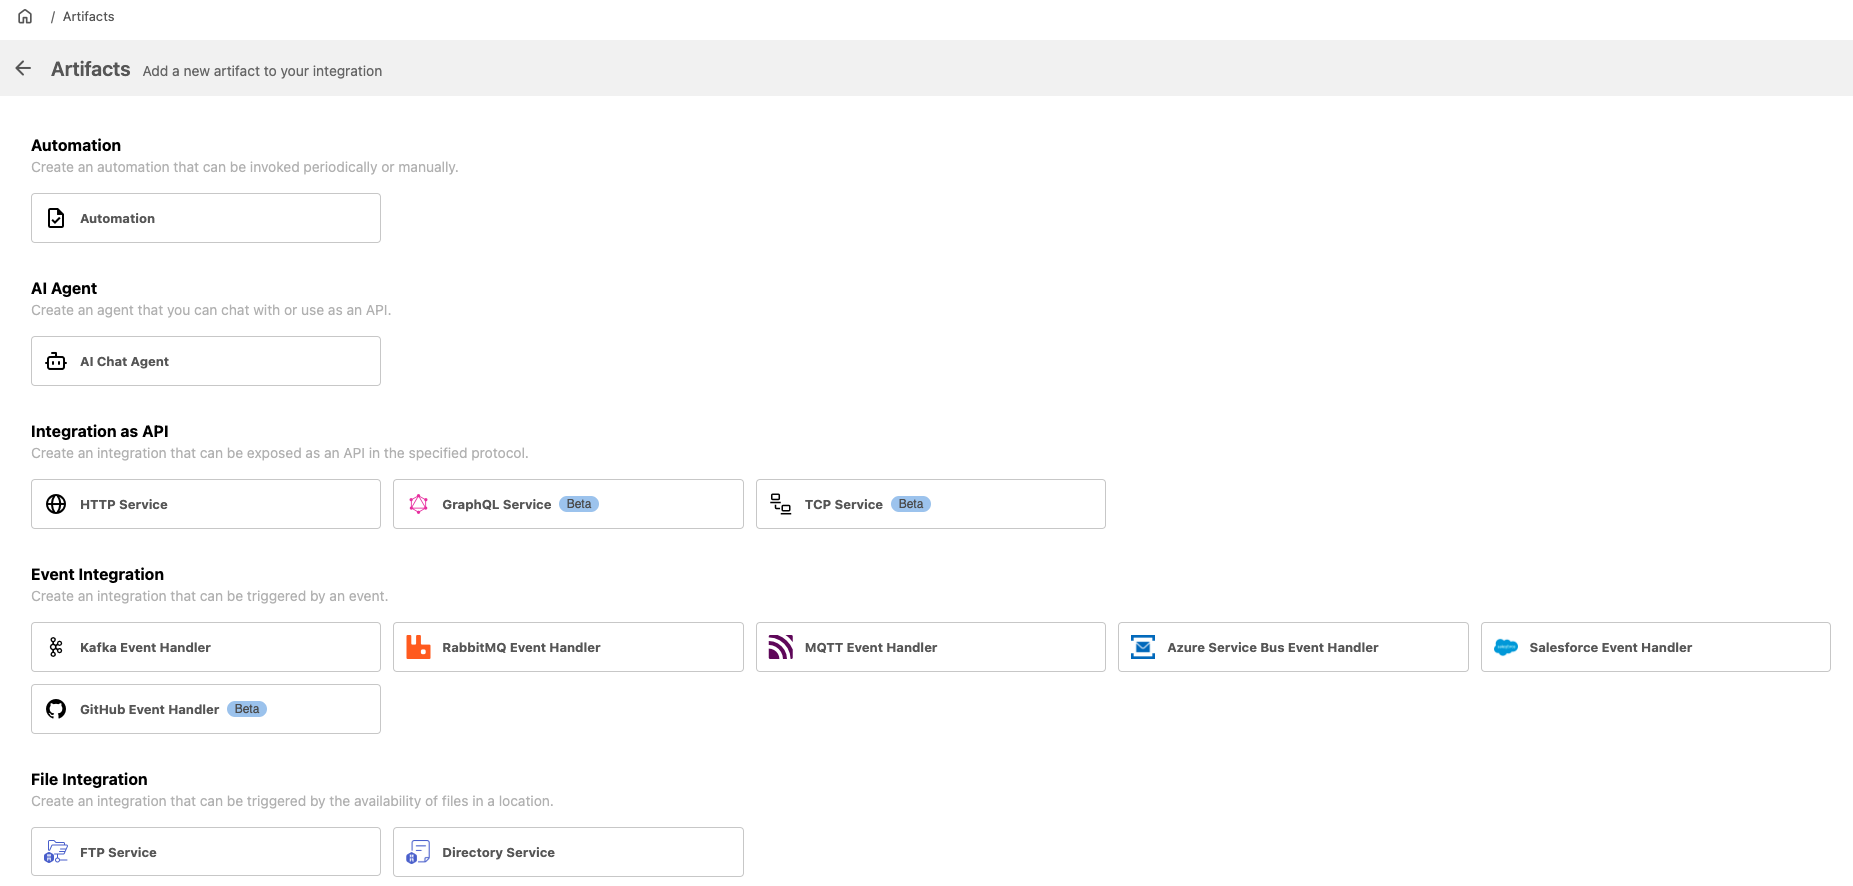 / Artifacts
Artifacts Add a new artifact to your integration
Automation
Create an automation that can be invoked periodically or manually.
Automation
AI Agent
Create an agent that you can chat with or use as an API.
AI Chat Agent
Integration as API
Create an integration that can be exposed as an API in the specified protocol.
HTTP Service
GraphQL Service Beta
TCP Service Beta
Event Integration
Create an integration that can be triggered by an event.
Kafka Event Handler
RabbitMQ Event Handler
MQTT Event Handler
Azure Service Bus Event Handler
Salesforce Event Handler
GitHub Event Handler Beta
File Integration
Create an integration that can be triggered by the availability of files in a location.
FTP Service
Directory Service